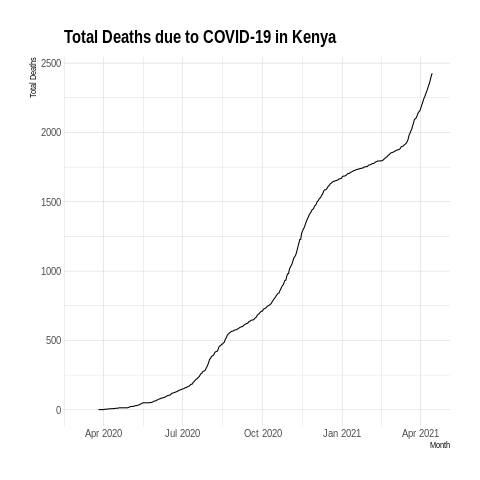 Total Deaths due to COVID-19 in Kenya
Total Deaths
2500
2000
1500
1000
500
0
Apr 2020 Jul 2020 Oct 2020 Jan 2021 Apr 2021
Month